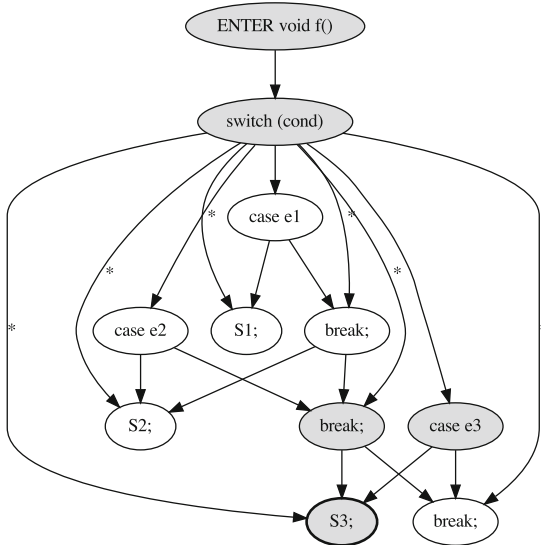 ENTER void f()
switch (cond)
* case e1 *
* *
* case e2 S1; break;
S2; break; case e3
S3; break;